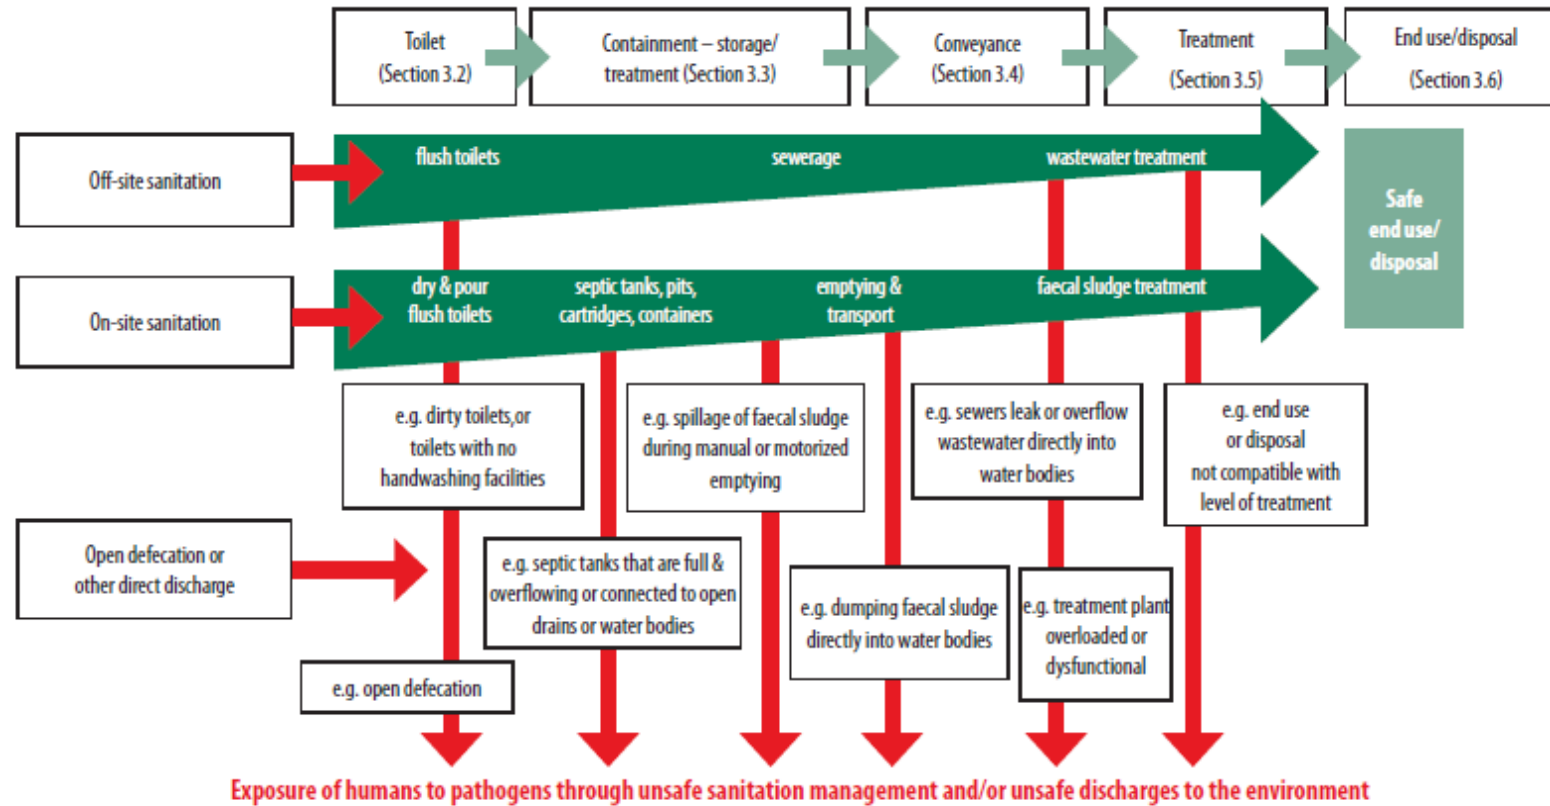 Toilet
(Section 3.2)
Containment – storage/
treatment (Section 3.3)
Conveyance
(Section 3.4)
Treatment
(Section 3.5)
End use/disposal
(Section 3.6)
Off-site sanitation
flush toilets
sewerage
wastewater treatment
Safe
end use/
disposal
On-site sanitation
dry & pour
flush toilets
septic tanks, pits,
cartridges, containers
emptying &
transport
faecal sludge treatment
e.g. dirty toilets,or
toilets with no
handwashing facilities
e.g. spillage of faecal sludge
during manual or motorized
emptying
e.g. sewers leak or overflow
wastewater directly into
water bodies
e.g. end use
or disposal
not compatible with
level of treatment
Open defecation or
other direct discharge
e.g. septic tanks that are full &
overflowing or connected to open
drains or water bodies
e.g. dumping faecal sludge
directly into water bodies
e.g. treatment plant
overloaded or
dysfunctional
e.g. open defecation
Exposure of humans to pathogens through unsafe sanitation management and/or unsafe discharges to the environment